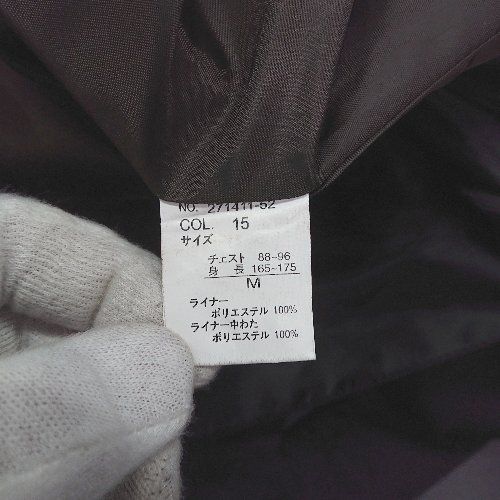 NO. 271411-52
COL. 15
サイズ
チェスト 88-96
身 長 165-175
M
ライナー
ポリエステル 100%
ライナー中わた
ポリエステル 100%